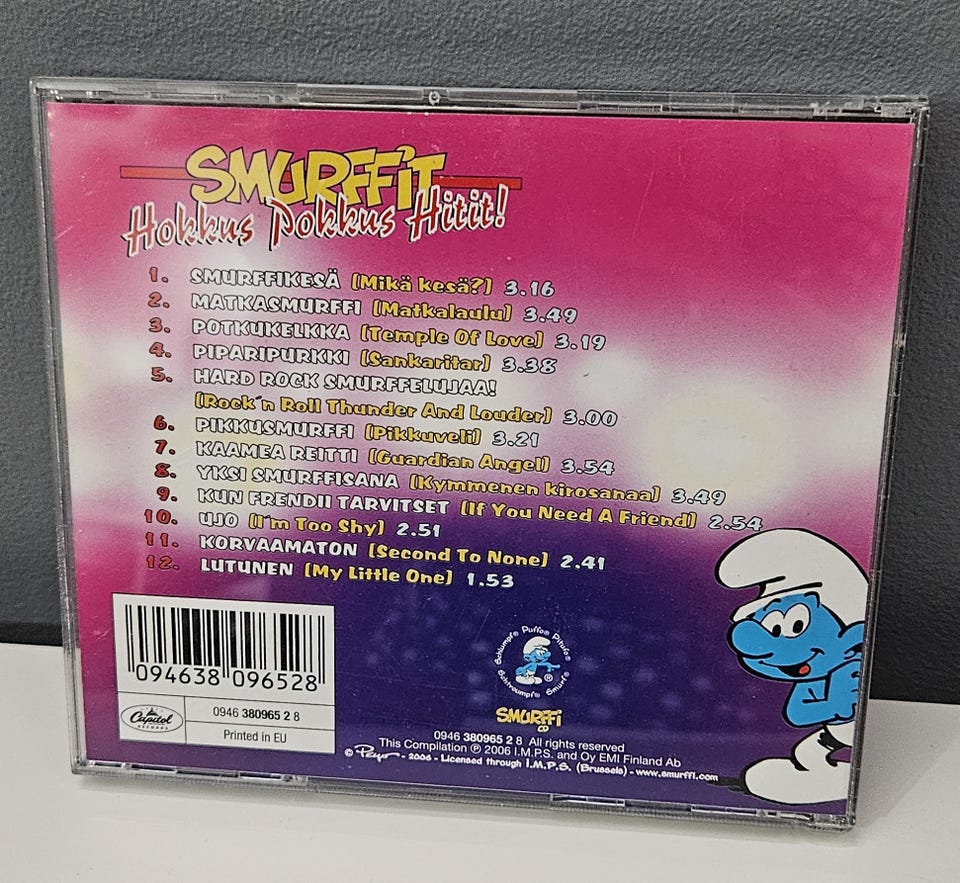 SMURFFIT
Hokkus Pokkus Hitit!
1. SMURFFIKESÄ (Mikä kesä?) 3.16
2. MATKASMURFFI (Matkalaulu) 3.49
3. POTKUKELKKA (Temple Of Love) 3.19
4. PIPARIPURKKI (Sankaritar) 3.38
5. HARD ROCK SMURFFELUJAA!
(Rock´n Roll Thunder And Louder) 3.00
6. PIKKUSMURFFI (Pikkuveli) 3.21
7. KAAMEA REITTI (Guardian Angel) 3.54
8. YKSI SMURFFISANA (Kymmenen kirosanaa) 3.49
9. KUN FRENDII TARVITSET (If You Need A Friend) 2.54
10. UJO (I'm Too Shy) 2.51
11. KORVAAMATON (Second To None) 2.41
12. LUTUNEN (My Little One) 1.53
094638 096528
Capitol
RECORDS
0946 380965 2 8
Printed in EU
Schlumpf® Puffo® Pitufo®
Schtroumpf® Smurf®
SMURFFI
0946 380965 2 8 All rights reserved
This Compilation ℗ 2006 I.M.P.S. and Oy EMI Finland Ab
© Peyo - 2006 - Licensed through I.M.P.S. (Brussels) - www.smurffi.com